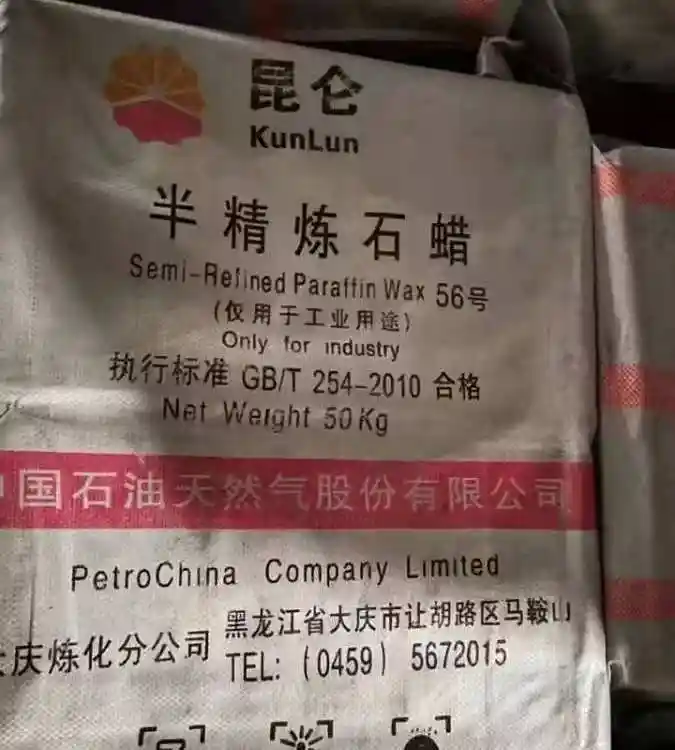 昆仑
KunLun
半精炼石蜡
Semi-Refined Paraffin Wax 56号
(仅用于工业用途)
Only for industry
执行标准 GB/T 254-2010 合格
Net Weight 50Kg
中国石油天然气股份有限公司
PetroChina Company Limited
大庆炼化分公司
黑龙江省大庆市让胡路区马鞍山
TEL: (0459) 5672015